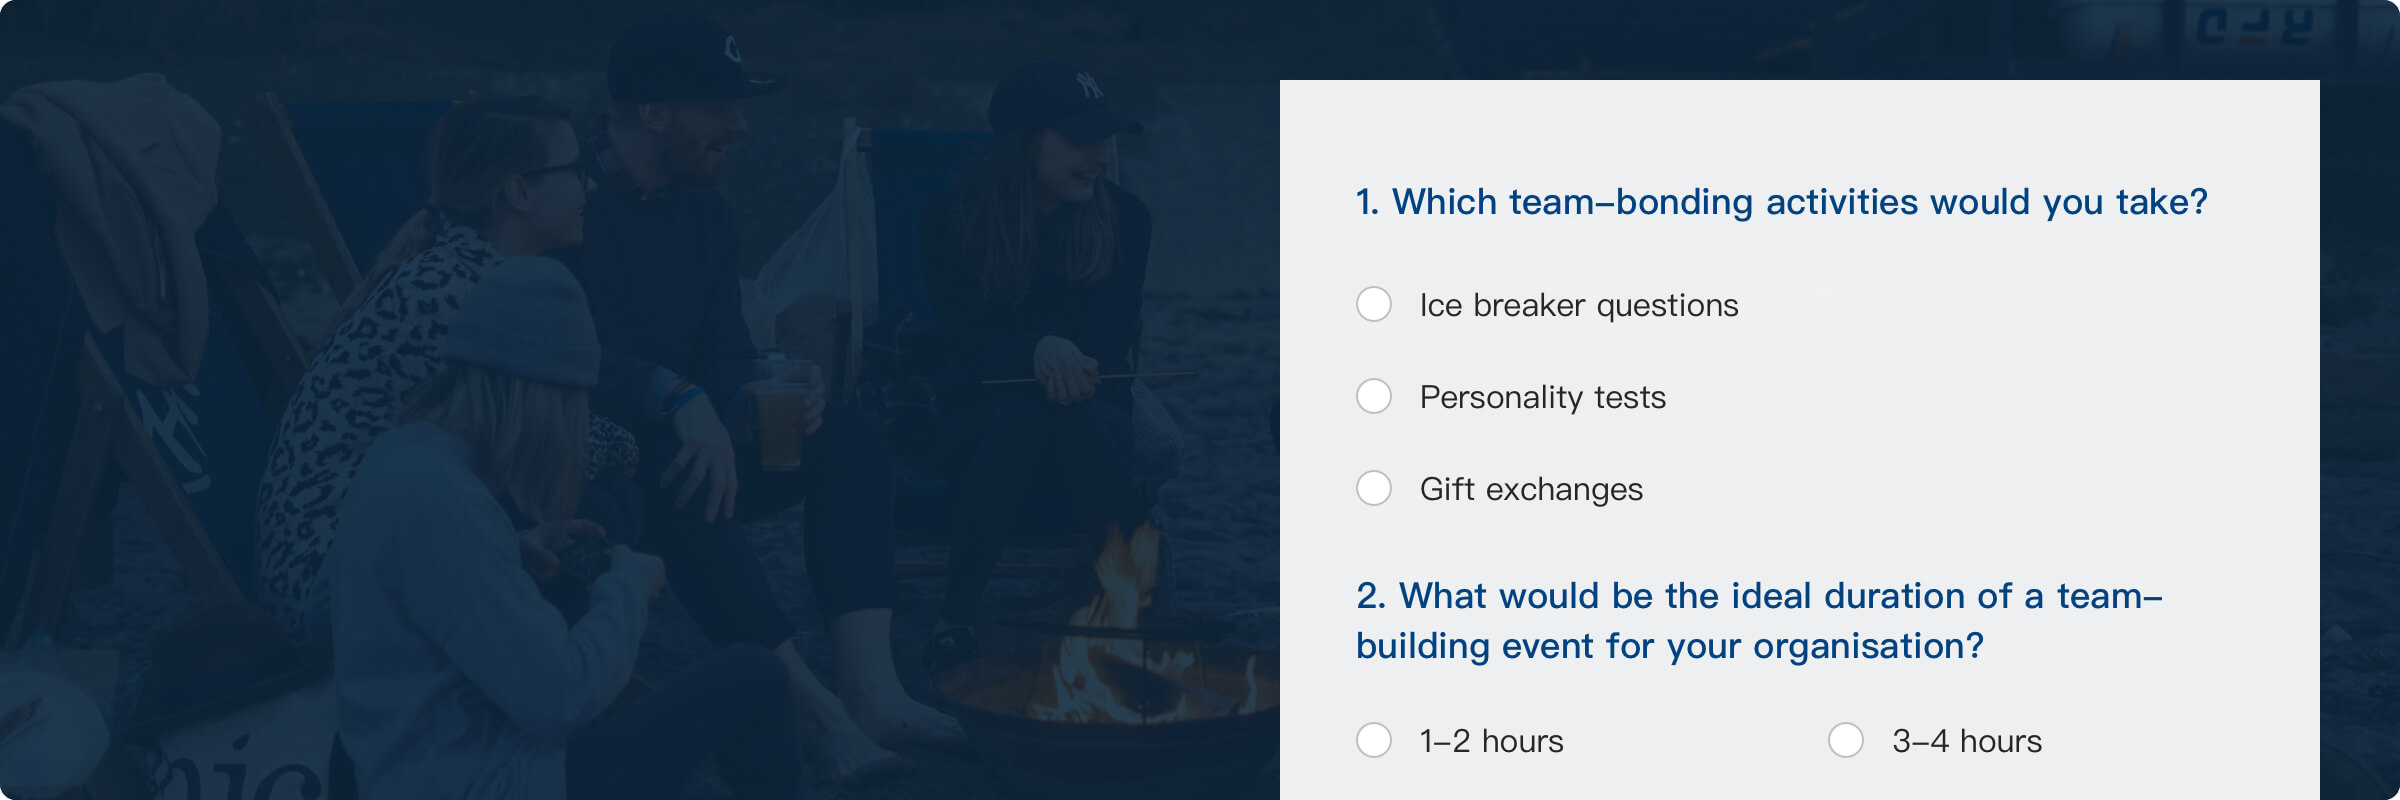 1. Which team–bonding activities would you take?
Ice breaker questions
Personality tests
Gift exchanges
2. What would be the ideal duration of a team–
building event for your organisation?
1–2 hours
3–4 hours